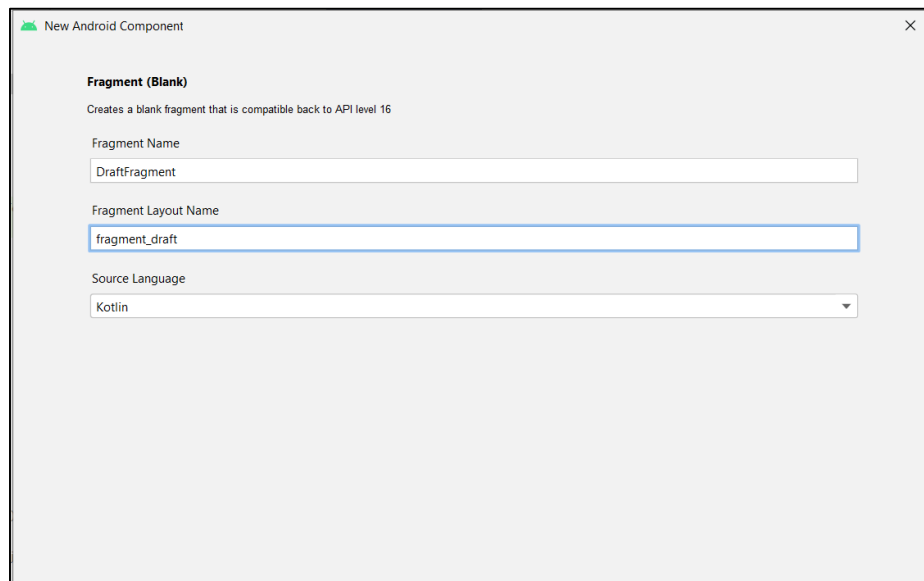 New Android Component
Fragment (Blank)
Creates a blank fragment that is compatible back to API level 16
Fragment Name
DraftFragment
Fragment Layout Name
fragment_draft
Source Language
Kotlin